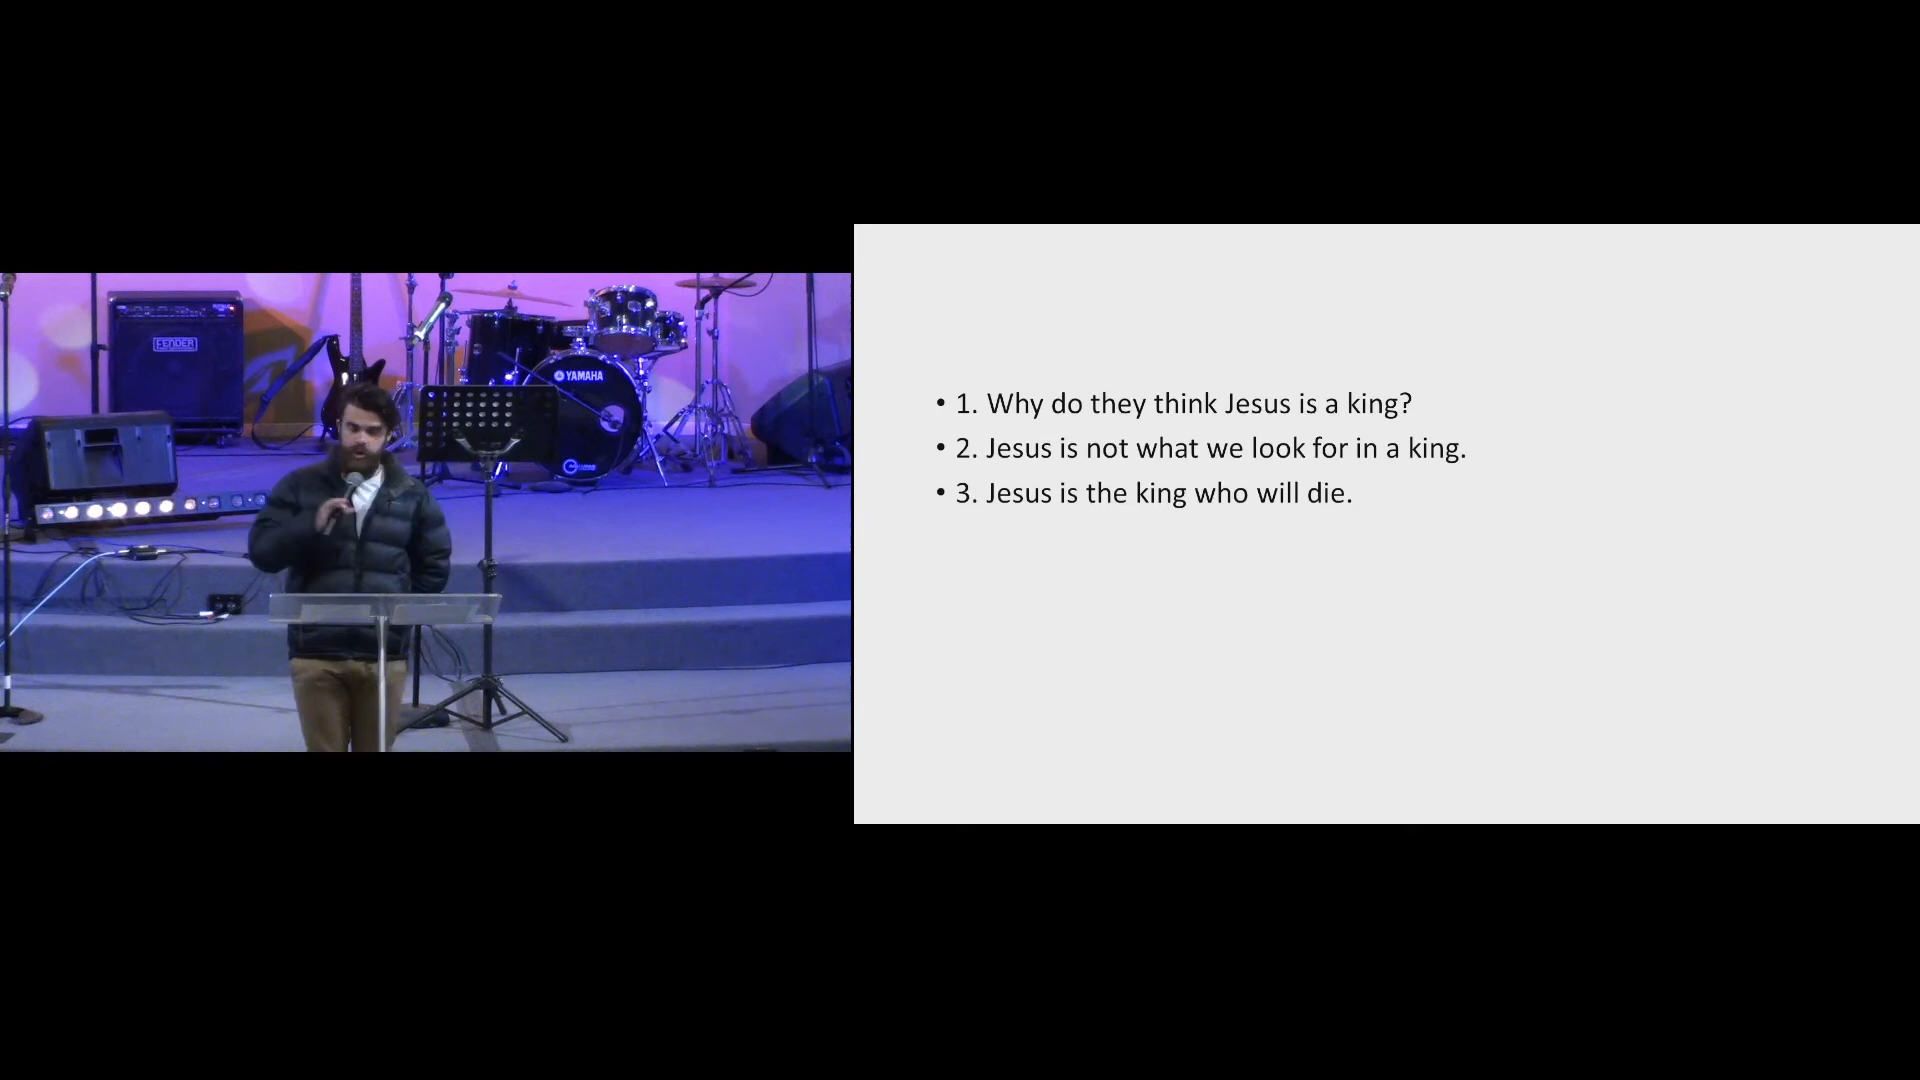 FENDER
YAMAHA
• 1. Why do they think Jesus is a king?
• 2. Jesus is not what we look for in a king.
• 3. Jesus is the king who will die.